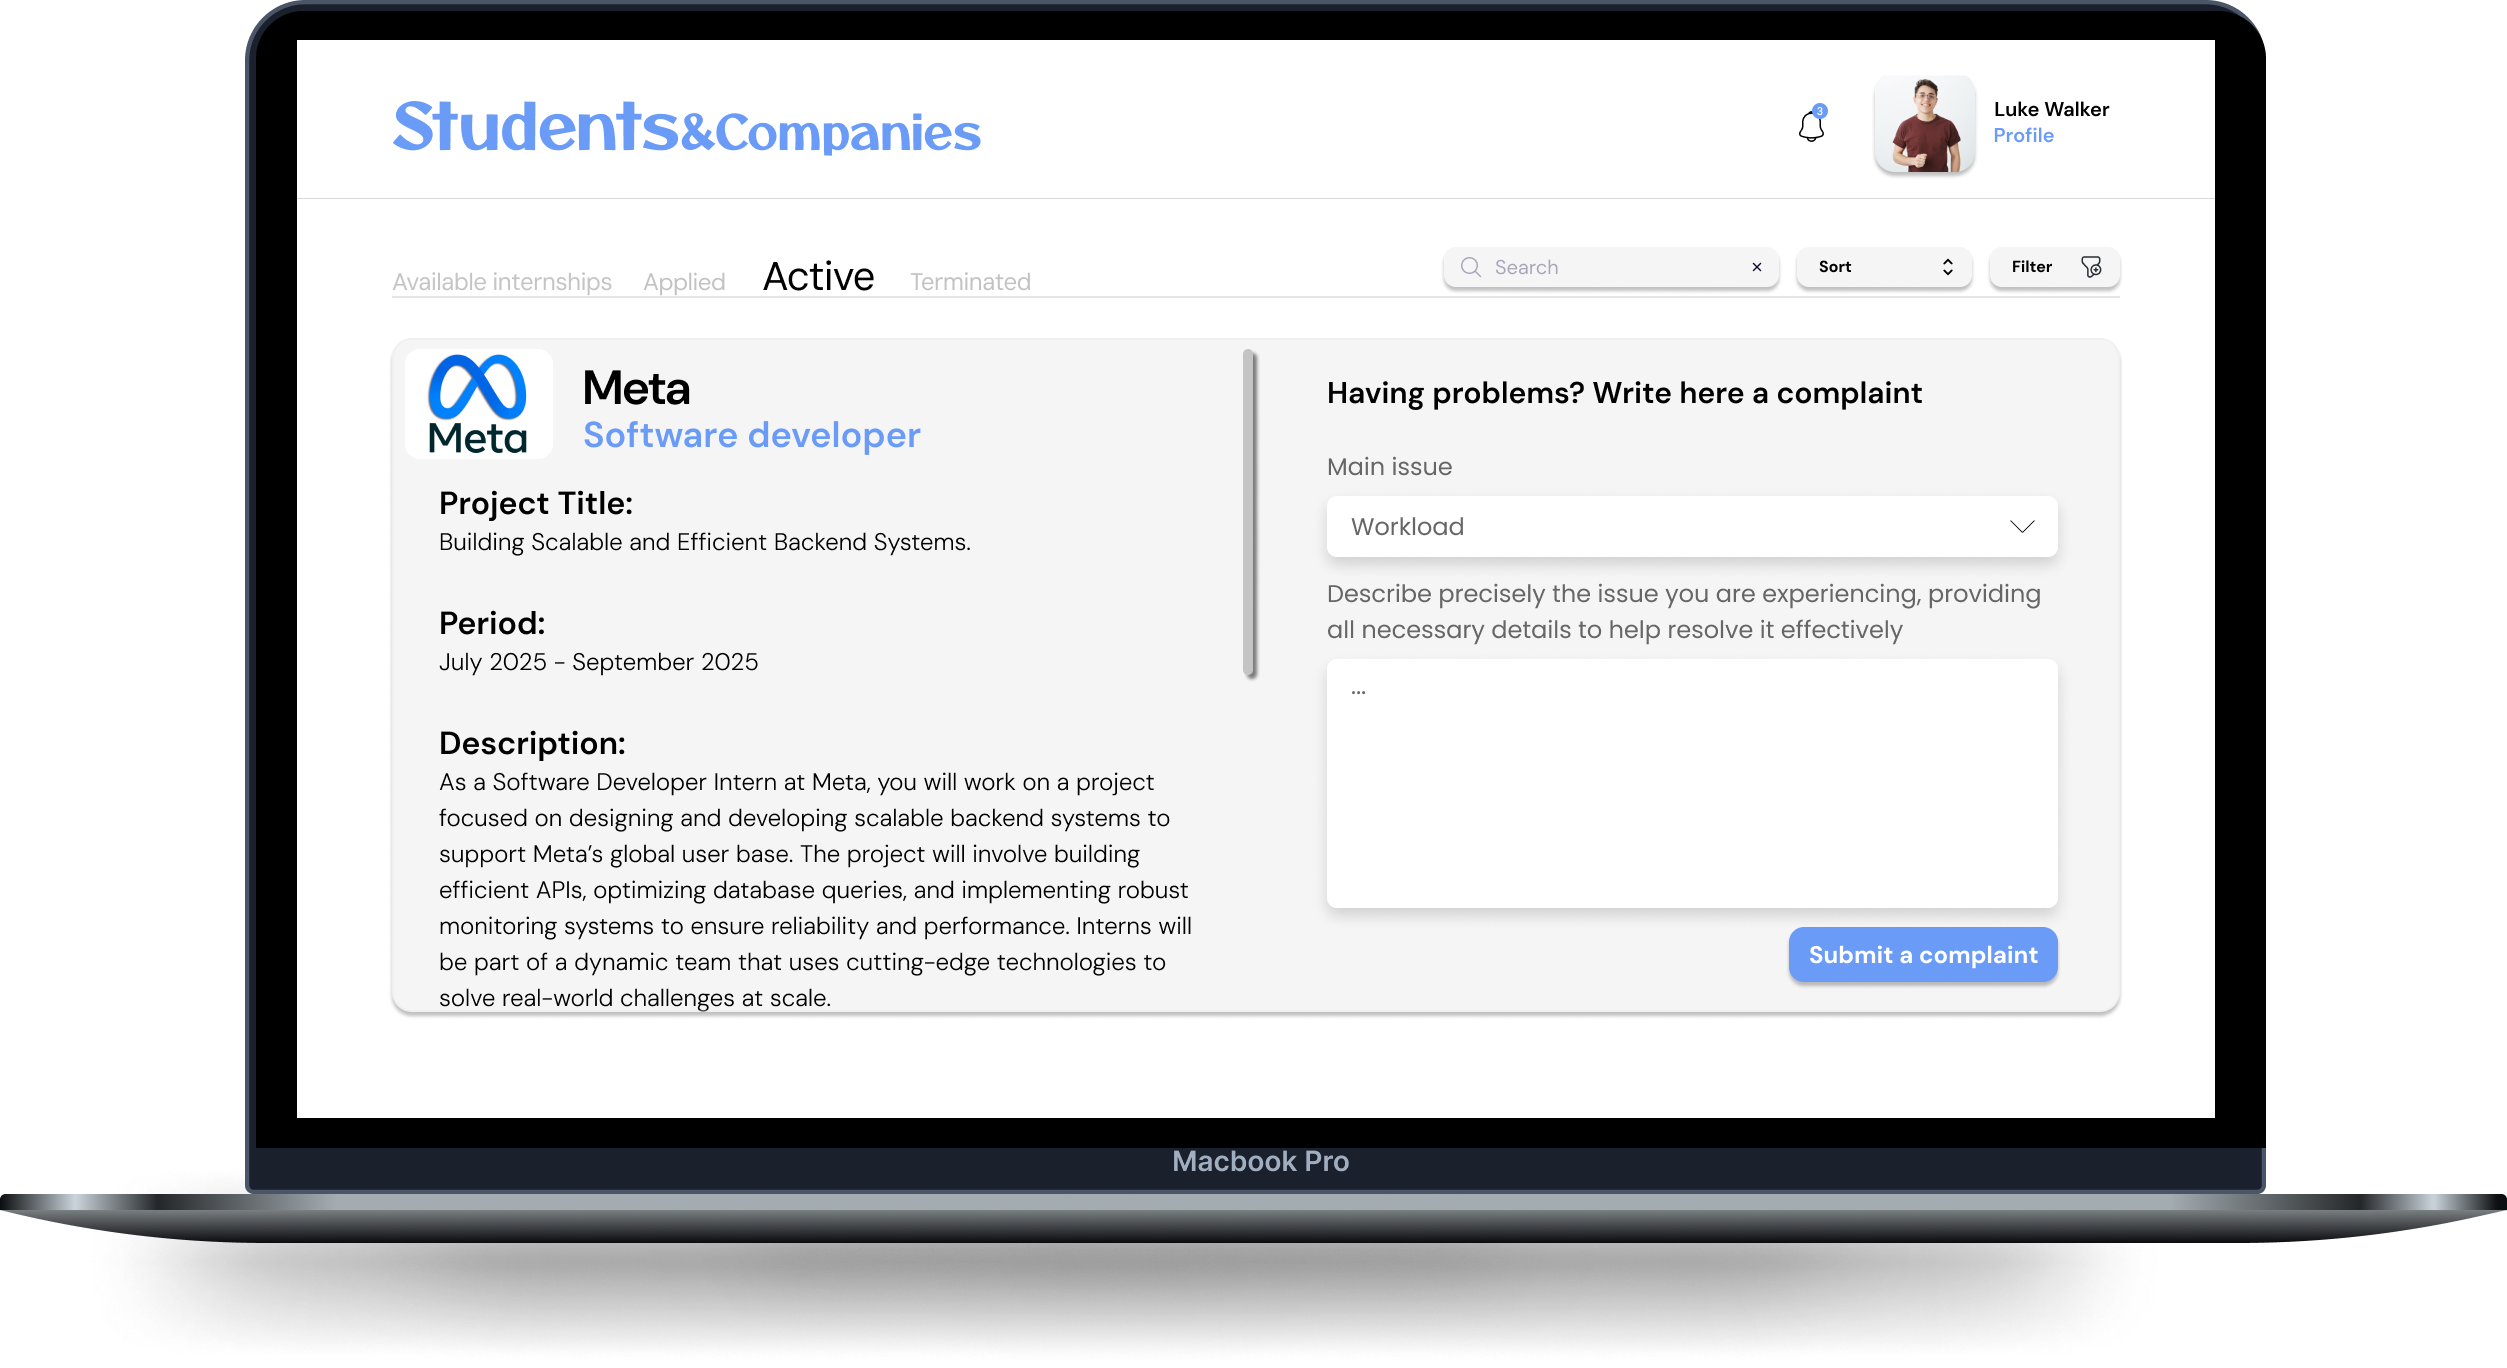 Students&Companies
3
Luke Walker
Profile
Available internships
Applied
Active
Terminated
Search
Sort
Filter
Meta
Meta
Software developer
Project Title:
Building Scalable and Efficient Backend Systems.
Period:
July 2025 - September 2025
Description:
As a Software Developer Intern at Meta, you will work on a project
focused on designing and developing scalable backend systems to
support Meta’s global user base. The project will involve building
efficient APIs, optimizing database queries, and implementing robust
monitoring systems to ensure reliability and performance. Interns will
be part of a dynamic team that uses cutting-edge technologies to
solve real-world challenges at scale.
Having problems? Write here a complaint
Main issue
Workload
Describe precisely the issue you are experiencing, providing
all necessary details to help resolve it effectively
...
Submit a complaint
Macbook Pro